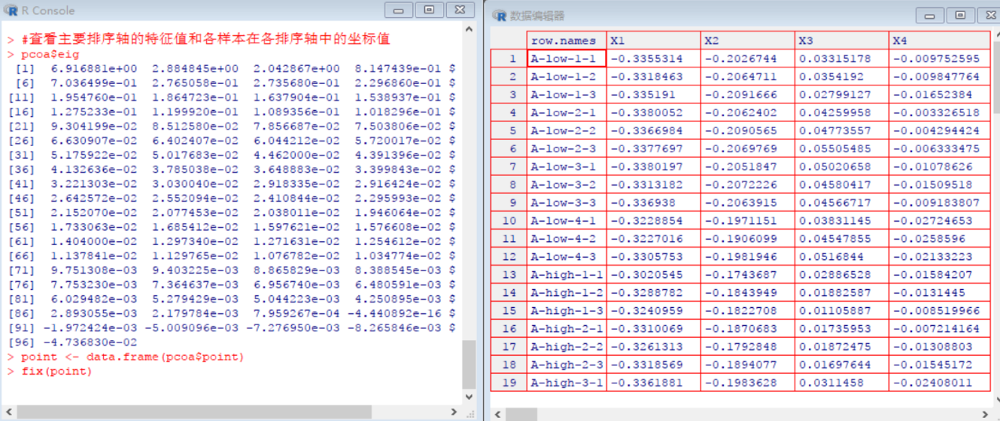 R Console
> #查看主要排序轴的特征值和各样本在各排序轴中的坐标值
> pcoa$eig
[1] 6.916881e+00 2.884845e+00 2.042867e+00 8.147439e-01 $
[6] 7.036499e-01 2.765058e-01 2.735680e-01 2.296860e-01 $
[11] 1.954760e-01 1.864723e-01 1.637904e-01 1.538937e-01 $
[16] 1.275233e-01 1.199920e-01 1.089356e-01 1.018296e-01 $
[21] 9.304199e-02 8.512580e-02 7.856687e-02 7.503806e-02 $
[26] 6.630907e-02 6.402407e-02 6.044212e-02 5.720017e-02 $
[31] 5.175922e-02 5.017683e-02 4.462000e-02 4.391396e-02 $
[36] 4.132636e-02 3.785038e-02 3.648883e-02 3.399843e-02 $
[41] 3.221303e-02 3.030040e-02 2.918335e-02 2.916424e-02 $
[46] 2.642572e-02 2.552094e-02 2.410844e-02 2.295993e-02 $
[51] 2.152070e-02 2.077453e-02 2.038011e-02 1.946064e-02 $
[56] 1.733063e-02 1.685412e-02 1.597621e-02 1.576608e-02 $
[61] 1.404000e-02 1.297340e-02 1.271631e-02 1.254612e-02 $
[66] 1.137841e-02 1.129765e-02 1.076782e-02 1.034774e-02 $
[71] 9.751308e-03 9.403225e-03 8.865829e-03 8.388545e-03 $
[76] 7.753230e-03 7.364637e-03 6.956740e-03 6.480591e-03 $
[81] 6.029482e-03 5.279429e-03 5.044223e-03 4.250895e-03 $
[86] 2.893055e-03 2.179784e-03 7.959267e-04 -4.440892e-16 $
[91] -1.972424e-03 -5.009096e-03 -7.276950e-03 -8.265846e-03 $
[96] -4.736830e-02
> point <- data.frame(pcoa$point)
> fix(point)
数据编辑器
row.names X1 X2 X3 X4
1 A-low-1-1 -0.3355314 -0.2026744 0.03315178 -0.009752595
2 A-low-1-2 -0.3318463 -0.2064711 0.0354192 -0.009847764
3 A-low-1-3 -0.335191 -0.2091666 0.02799127 -0.01652384
4 A-low-2-1 -0.3380052 -0.2062402 0.04259958 -0.003326518
5 A-low-2-2 -0.3366984 -0.2090565 0.04773557 -0.004294424
6 A-low-2-3 -0.3377697 -0.2069769 0.05505485 -0.006333475
7 A-low-3-1 -0.3380197 -0.2051847 0.05020658 -0.01078626
8 A-low-3-2 -0.3313182 -0.2072226 0.04580417 -0.01509518
9 A-low-3-3 -0.336938 -0.2063915 0.04566717 -0.009183807
10 A-low-4-1 -0.3228854 -0.1971151 0.03831145 -0.02724653
11 A-low-4-2 -0.3227016 -0.1906099 0.04547855 -0.0258596
12 A-low-4-3 -0.3305753 -0.1981946 0.0516844 -0.02133223
13 A-high-1-1 -0.3020545 -0.1743687 0.02886528 -0.01584207
14 A-high-1-2 -0.3288782 -0.1843949 0.01882587 -0.0131445
15 A-high-1-3 -0.3240959 -0.1822708 0.01105887 -0.008519966
16 A-high-2-1 -0.3310069 -0.1870683 0.01735953 -0.007214164
17 A-high-2-2 -0.3261313 -0.1792848 0.01872475 -0.01308803
18 A-high-2-3 -0.3318569 -0.1894077 0.01697644 -0.01545172
19 A-high-3-1 -0.3361881 -0.1983628 0.0311458 -0.02408011